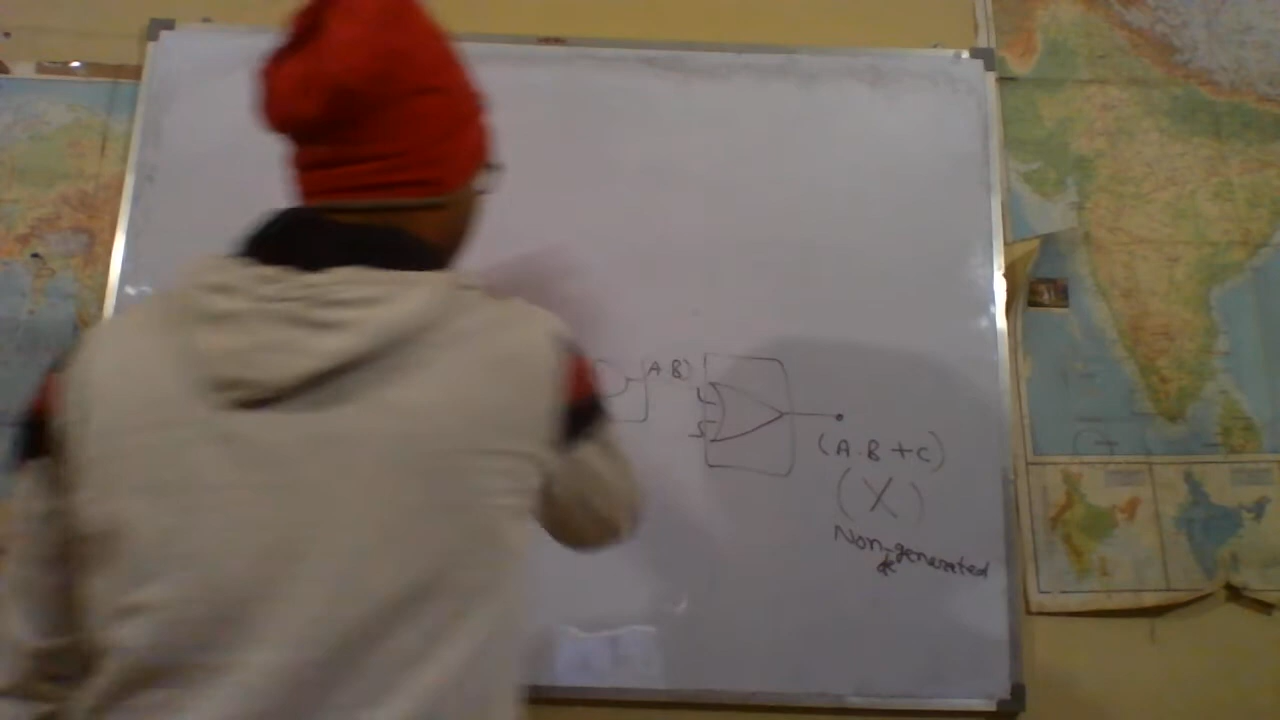 A B)
(A.B + C)
(X)
Non-generated